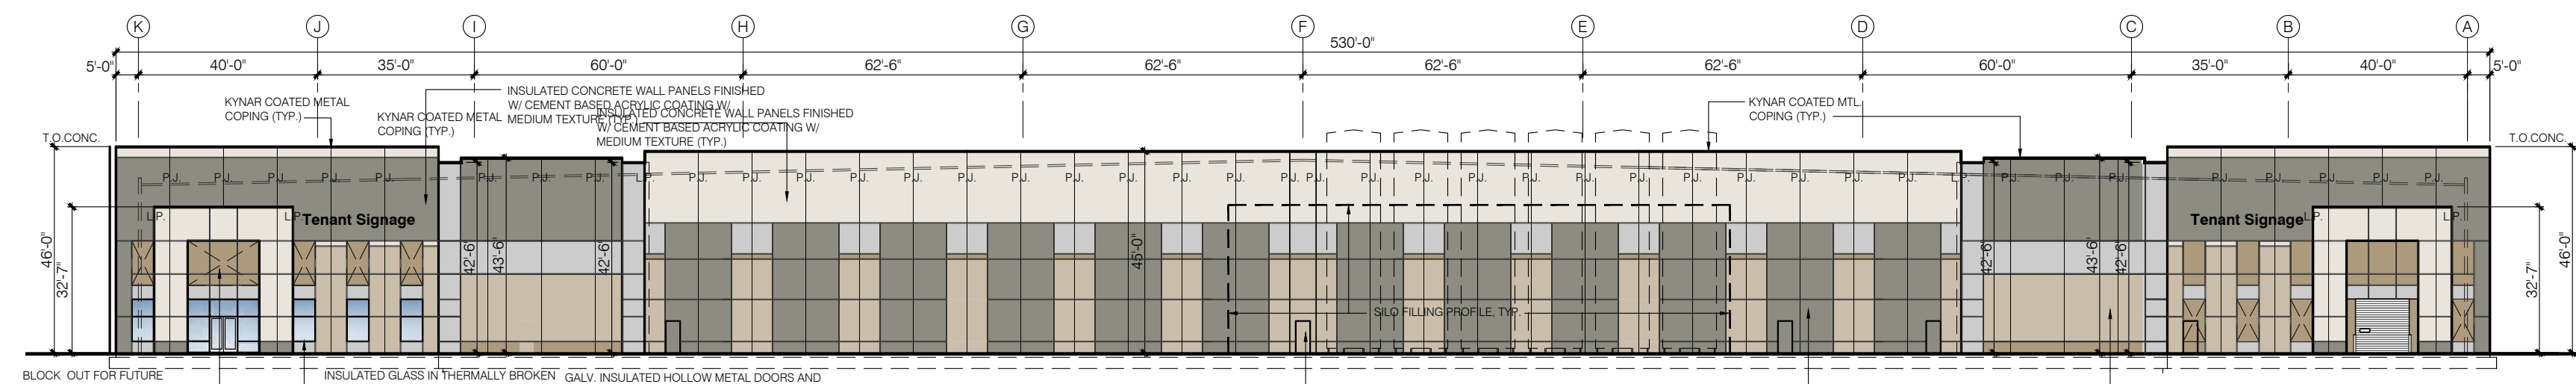 K J I H G F E D C B A
530'-0"
5'-0" 40'-0" 35'-0" 60'-0" 62'-6" 62'-6" 62'-6" 62'-6" 60'-0" 35'-0" 40'-0" 5'-0"
KYNAR COATED METAL
COPING (TYP.)
KYNAR COATED METAL
COPING (TYP.)
INSULATED CONCRETE WALL PANELS FINISHED
W/ CEMENT BASED ACRYLIC COATING W/
MEDIUM TEXTURE (TYP.)
INSULATED CONCRETE WALL PANELS FINISHED
W/ CEMENT BASED ACRYLIC COATING W/
MEDIUM TEXTURE (TYP.)
KYNAR COATED MTL.
COPING (TYP.)
T.O.CONC.
T.O.CONC.
P.J. P.J. P.J. P.J. P.J. P.J. P.J. P.J. L.P. P.J. P.J. P.J. P.J. P.J. P.J. P.J. P.J. P.J. P.J. P.J. P.J. P.J. P.J. P.J. P.J. P.J. P.J. P.J. P.J. P.J. P.J. P.J. P.J. L.P. P.J. P.J. P.J. P.J. P.J. P.J. P.J. P.J.
L.P. L.P. Tenant Signage
Tenant Signage L.P. L.P.
46'-0"
32'-7"
42'-6"
43'-6"
42'-6"
45'-0"
42'-6"
43'-6"
42'-6"
32'-7"
46'-0"
SILO FILLING PROFILE, TYP.
BLOCK OUT FOR FUTURE
INSULATED GLASS IN THERMALLY BROKEN
GALV. INSULATED HOLLOW METAL DOORS AND